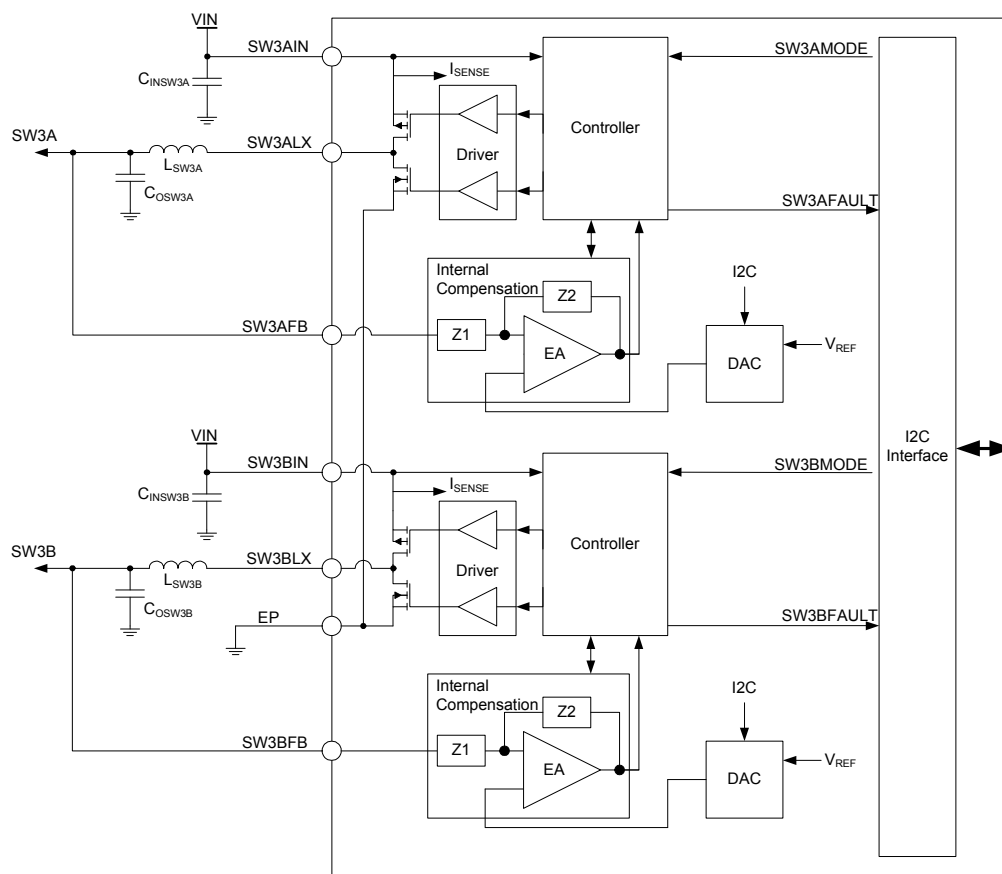 VIN
SW3AIN
SW3AMODE
ISENSE
CINSW3A
Controller
SW3A
SW3ALX
LSW3A
Driver
COSW3A
SW3AFAULT
Internal
Compensation
I2C
Z2
SW3AFB
Z1
EA
DAC
VREF
VIN
I2C
Interface
SW3BIN
SW3BMODE
ISENSE
CINSW3B
Controller
SW3B
SW3BLX
LSW3B
Driver
COSW3B
EP
SW3BFAULT
Internal
Compensation
I2C
Z2
SW3BFB
Z1
EA
DAC
VREF